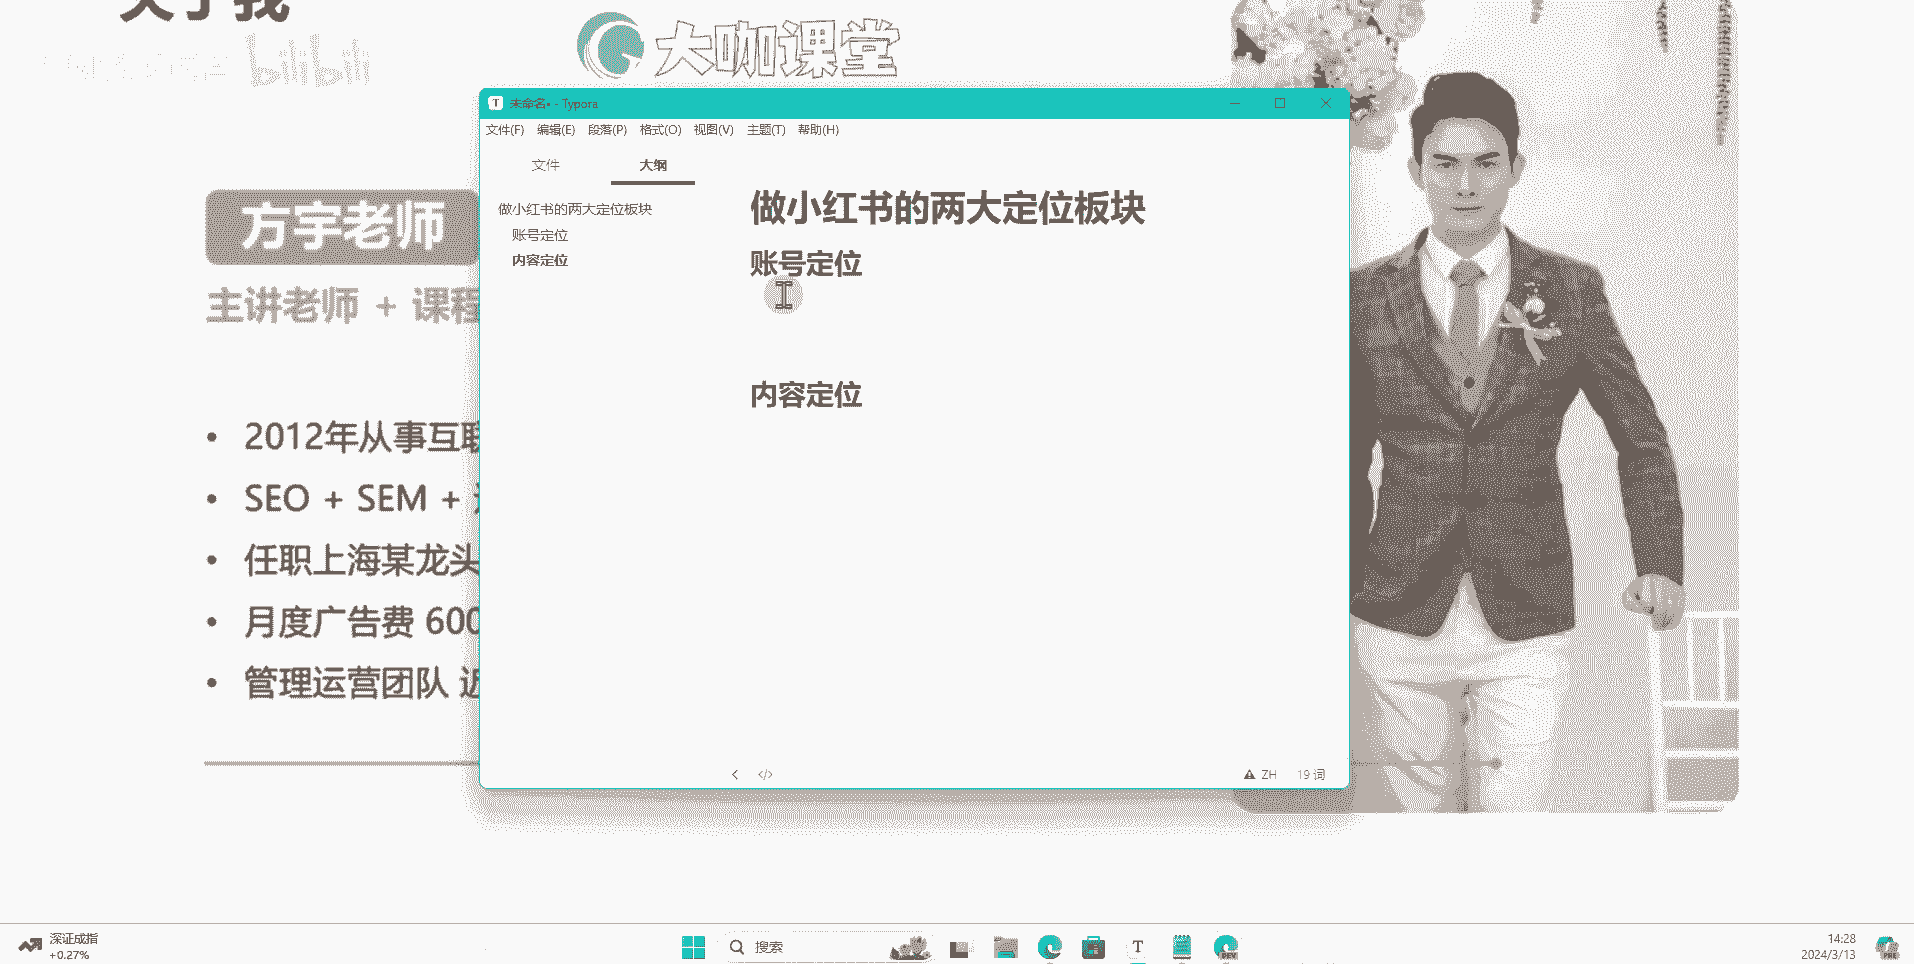 关于我
bilibili
大咖课堂
方宇老师
主讲老师 + 课程
2012年从事互联
SEO + SEM +
任职上海某龙头
月度广告费 600
管理运营团队 近
未命名• - Typora
文件(F) 编辑(E) 段落(P) 格式(O) 视图(V) 主题(T) 帮助(H)
文件 大纲
做小红书的两大定位板块
账号定位
内容定位
做小红书的两大定位板块
账号定位
内容定位
ZH 19 词
深证成指
+0.27%
搜索
T
DEV
14:28
2024/3/13
PRE